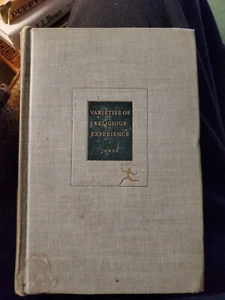 VARIETIES OF
RELIGIOUS
EXPERIENCE
JAMES